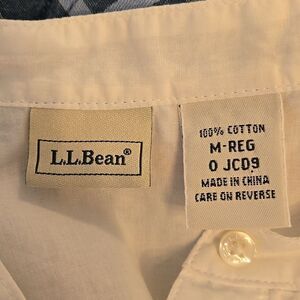 L.L.Bean®
100% COTTON
M-REG
0 JCD9
MADE IN CHINA
CARE ON REVERSE